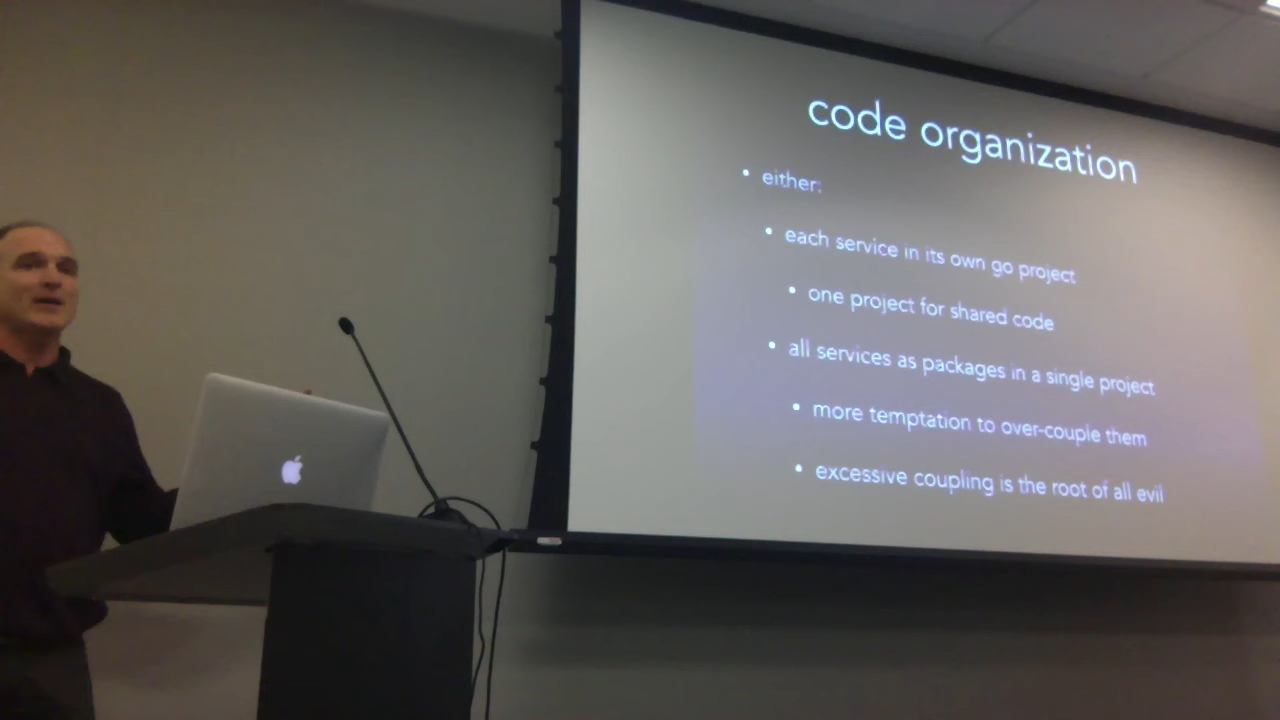 code organization
• either:
• each service in its own go project
• one project for shared code
• all services as packages in a single project
• more temptation to over-couple them
• excessive coupling is the root of all evil